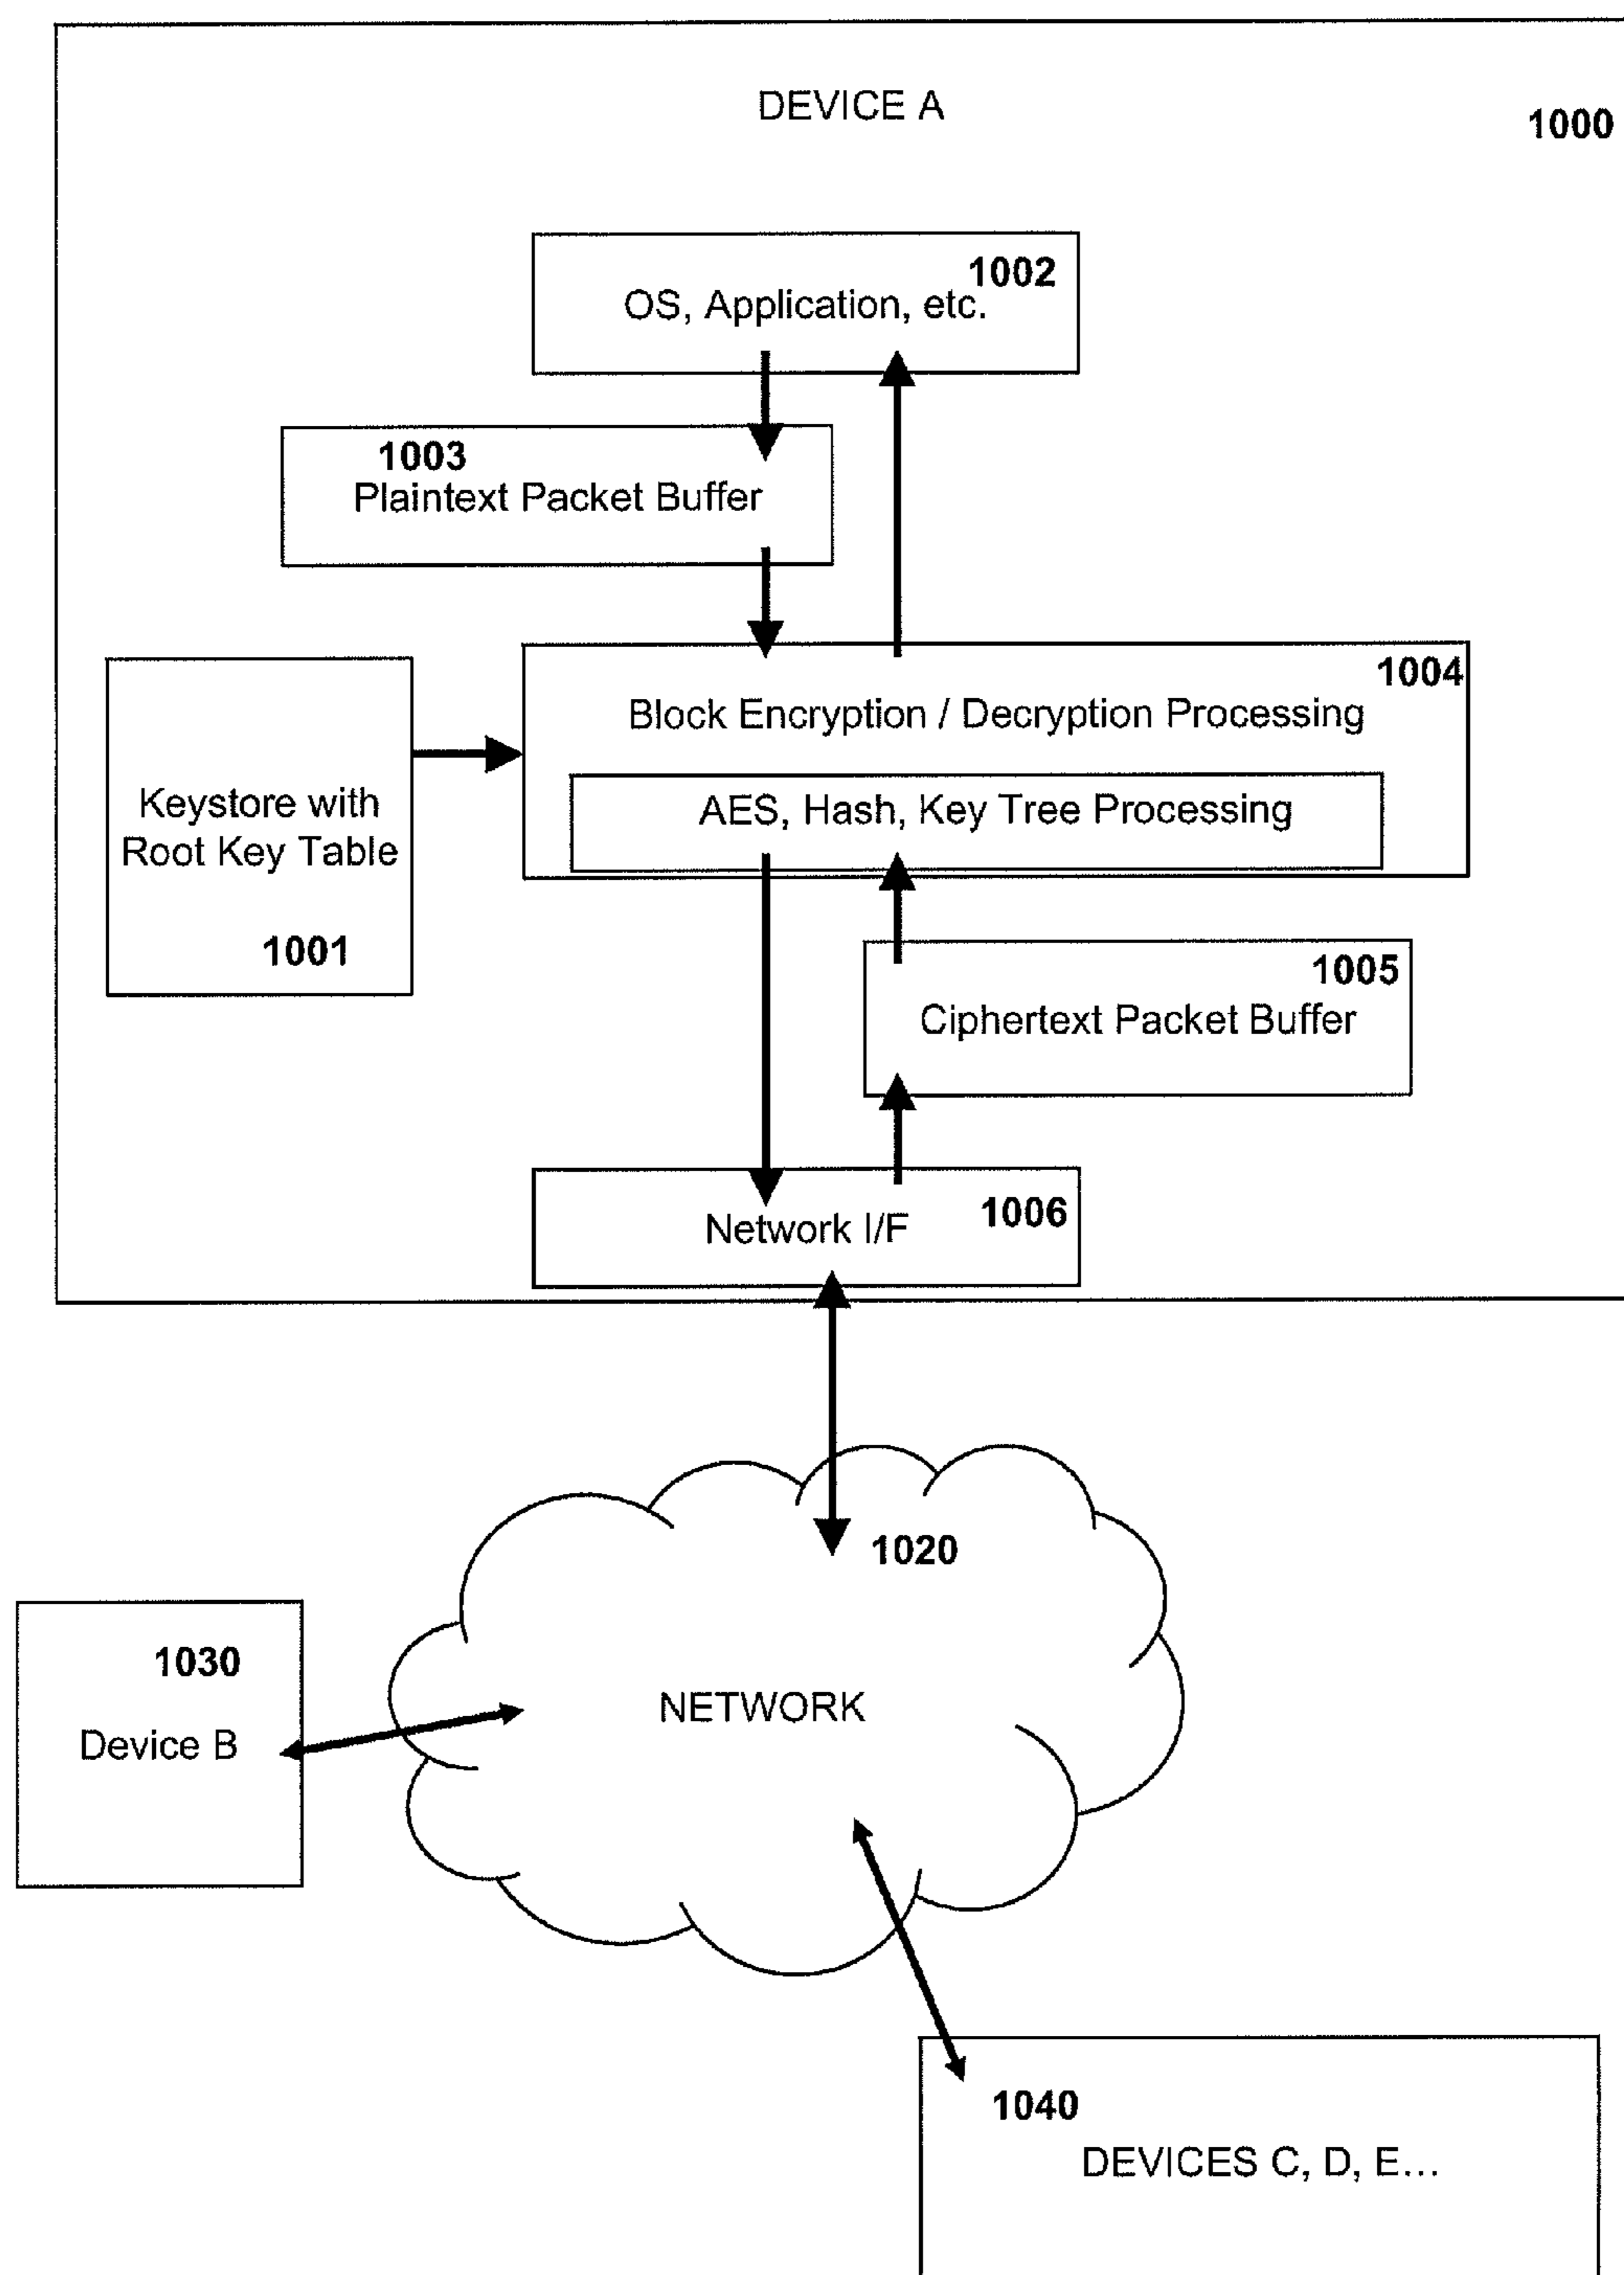 DEVICE A
1000
1002
OS, Application, etc.
1003
Plaintext Packet Buffer
1004
Block Encryption / Decryption Processing
AES, Hash, Key Tree Processing
Keystore with
Root Key Table
1001
1005
Ciphertext Packet Buffer
1006
Network I/F
1020
NETWORK
1030
Device B
1040
DEVICES C, D, E...